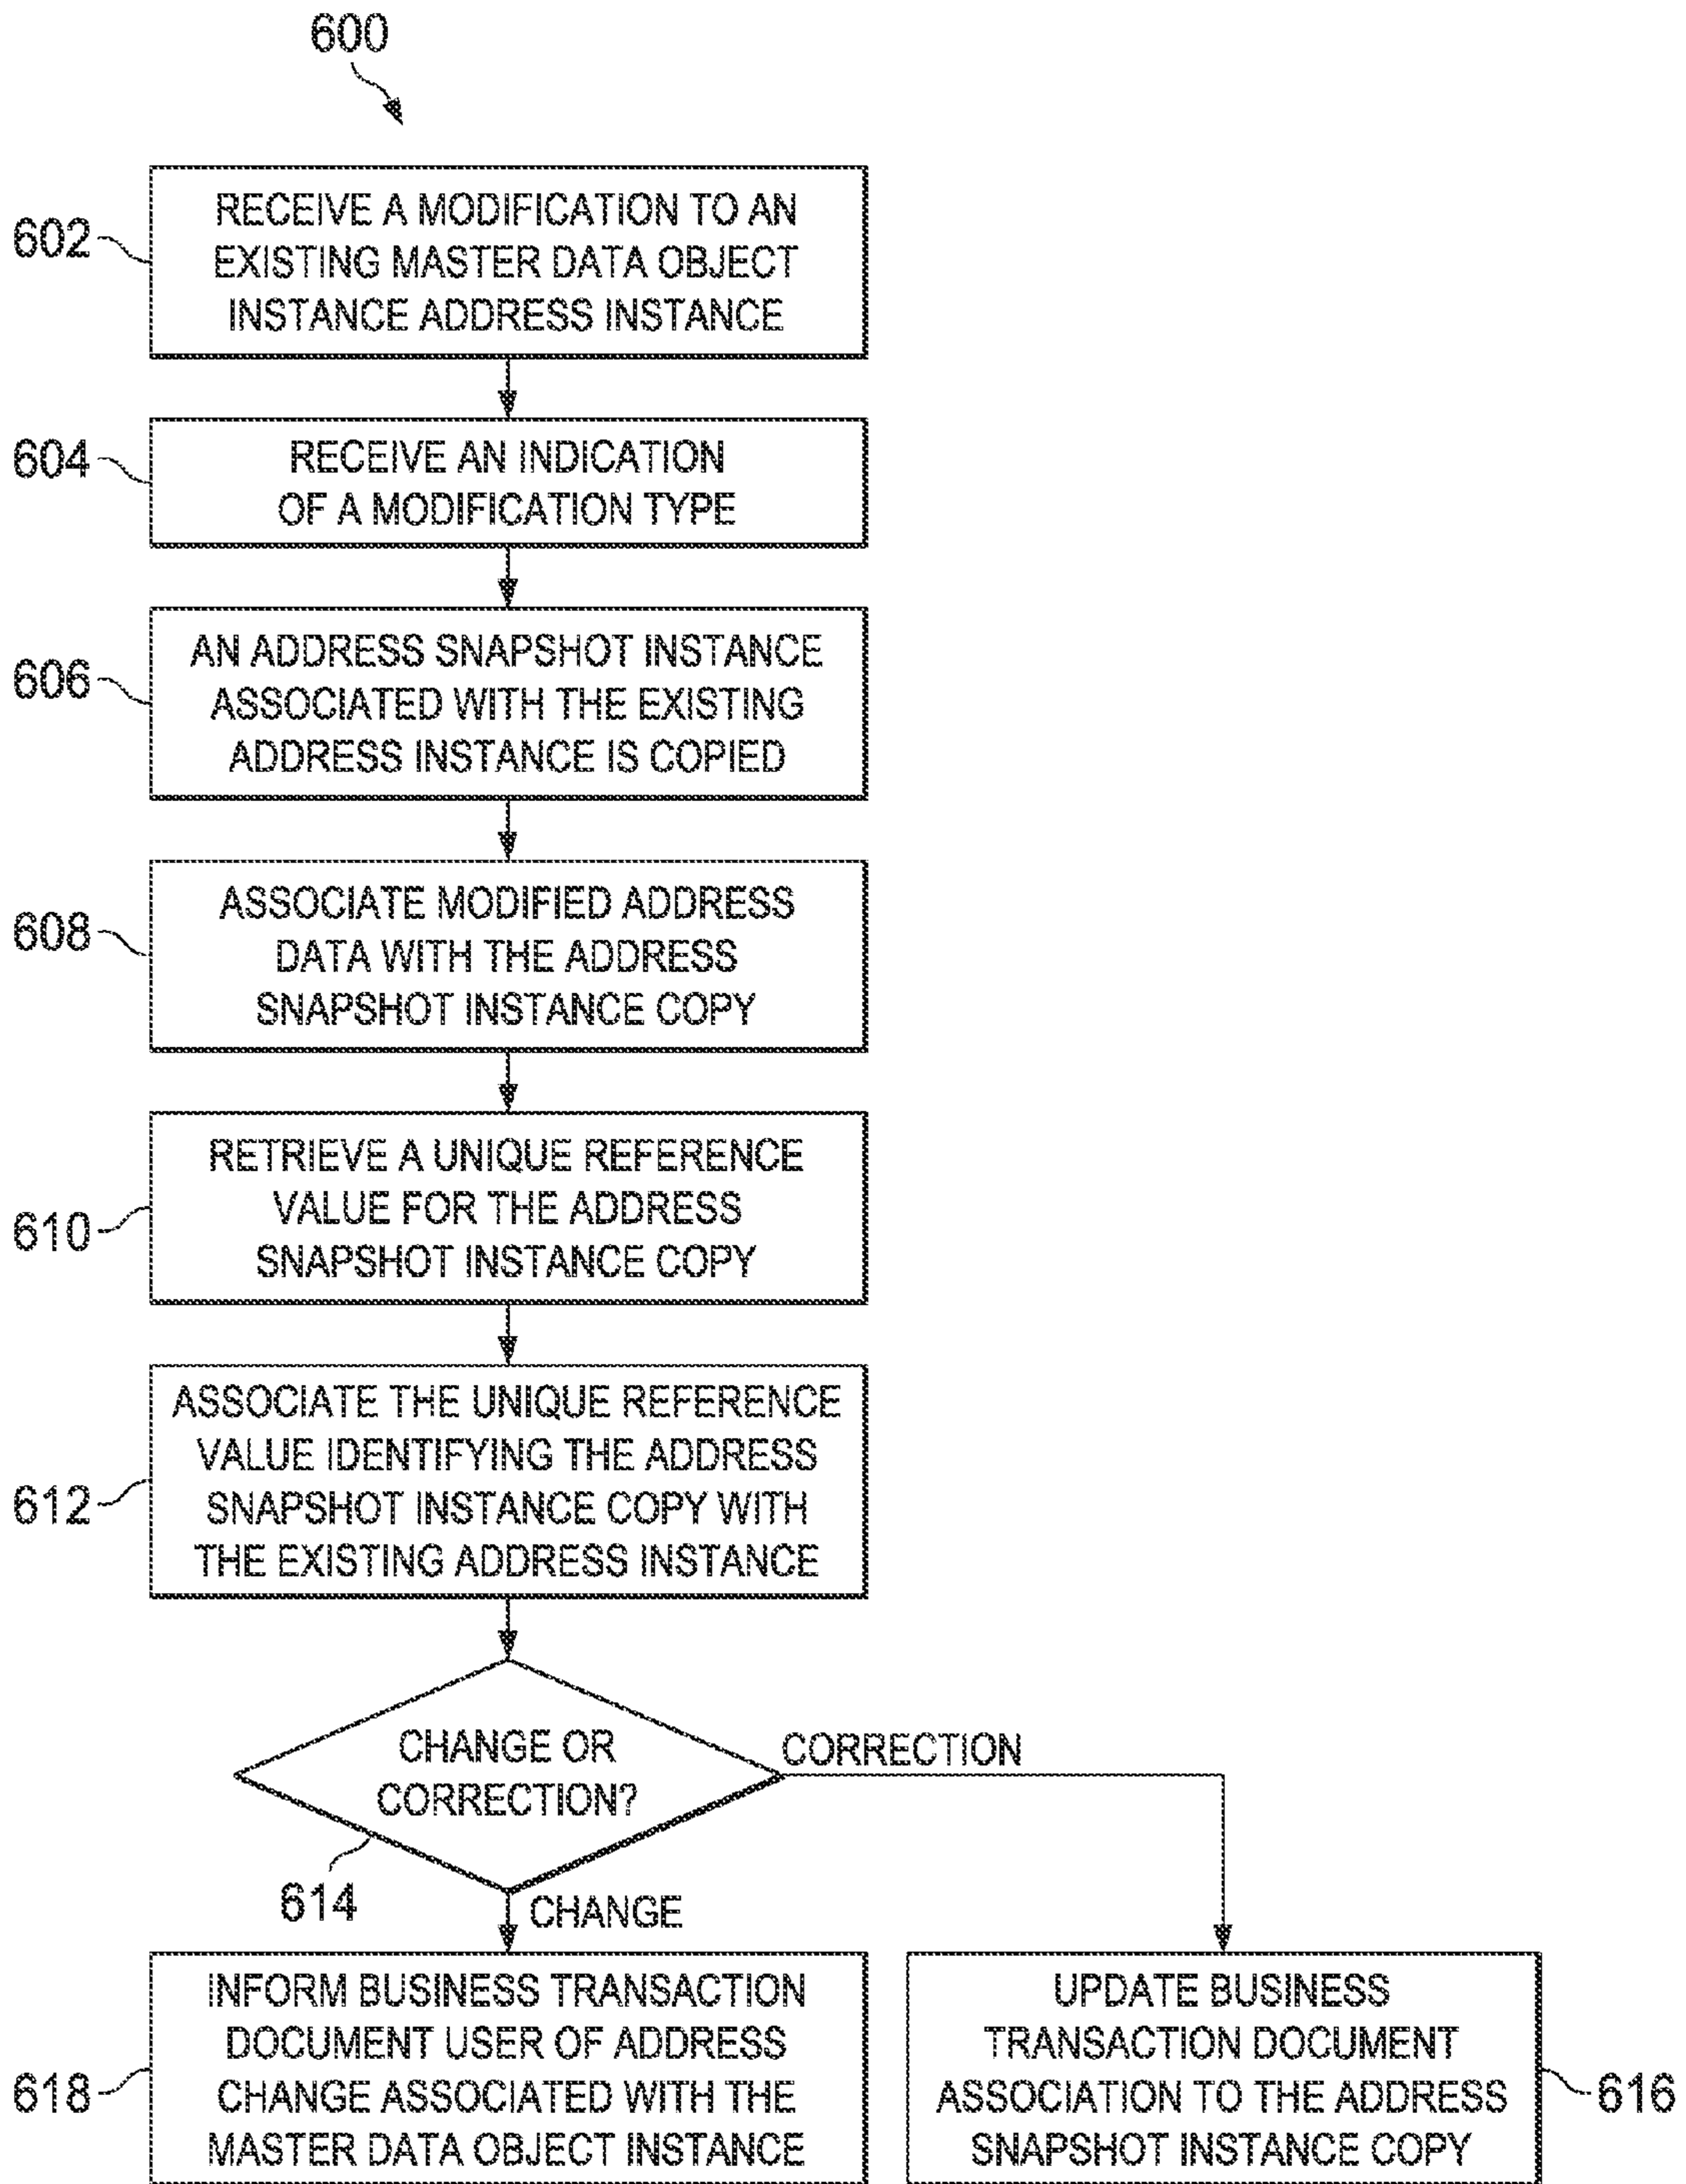 600
602
RECEIVE A MODIFICATION TO AN
EXISTING MASTER DATA OBJECT
INSTANCE ADDRESS INSTANCE
604
RECEIVE AN INDICATION
OF A MODIFICATION TYPE
606
AN ADDRESS SNAPSHOT INSTANCE
ASSOCIATED WITH THE EXISTING
ADDRESS INSTANCE IS COPIED
608
ASSOCIATE MODIFIED ADDRESS
DATA WITH THE ADDRESS
SNAPSHOT INSTANCE COPY
610
RETRIEVE A UNIQUE REFERENCE
VALUE FOR THE ADDRESS
SNAPSHOT INSTANCE COPY
612
ASSOCIATE THE UNIQUE REFERENCE
VALUE IDENTIFYING THE ADDRESS
SNAPSHOT INSTANCE COPY WITH
THE EXISTING ADDRESS INSTANCE
CHANGE OR
CORRECTION?
CORRECTION
614
CHANGE
618
INFORM BUSINESS TRANSACTION
DOCUMENT USER OF ADDRESS
CHANGE ASSOCIATED WITH THE
MASTER DATA OBJECT INSTANCE
UPDATE BUSINESS
TRANSACTION DOCUMENT
ASSOCIATION TO THE ADDRESS
SNAPSHOT INSTANCE COPY
616